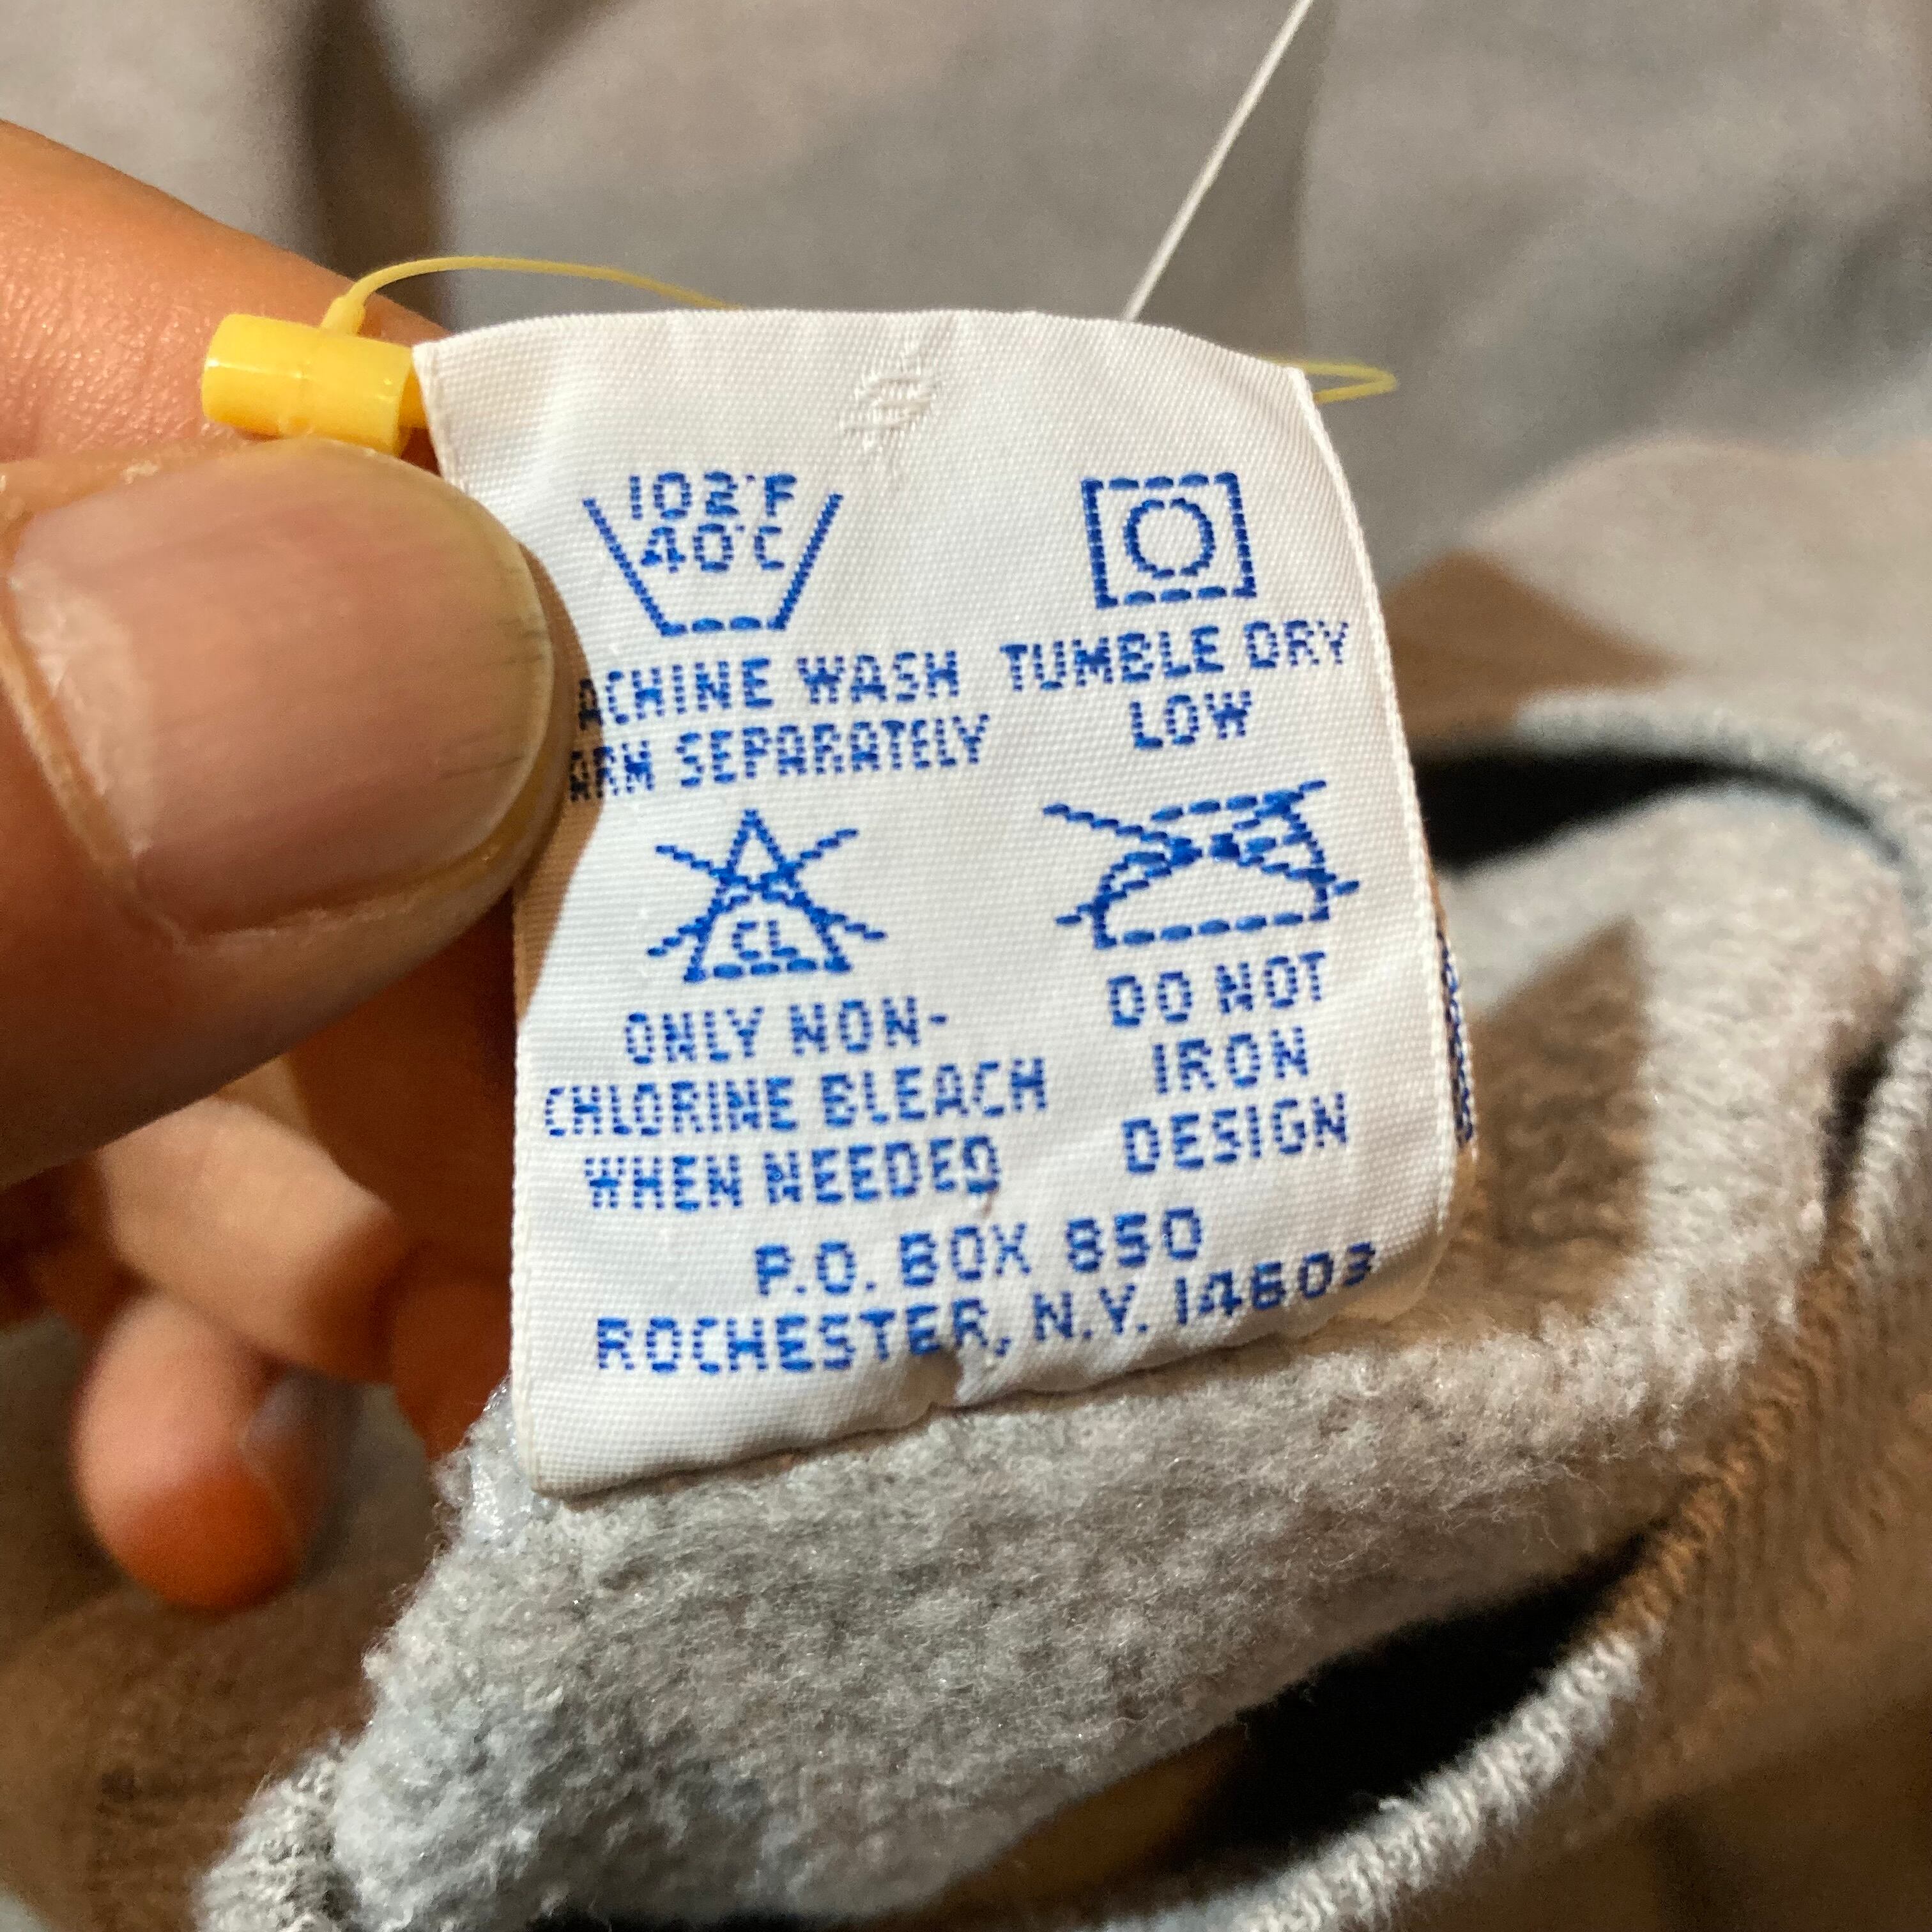 102°F
40°C
ACHINE WASH
ARM SEPARATELY
TUMBLE DRY
LOW
CL
ONLY NON-
CHLORINE BLEACH
WHEN NEEDED
DO NOT
IRON
DESIGN
P.O. BOX 850
ROCHESTER, N.Y. 14603